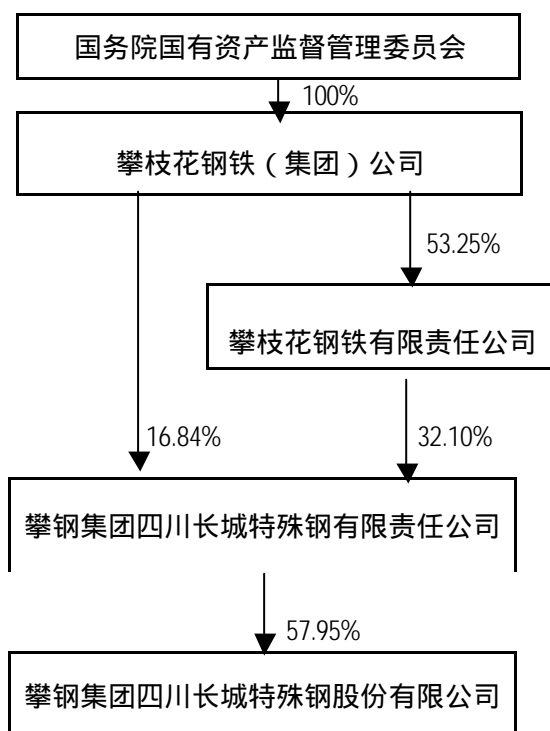 国务院国有资产监督管理委员会
100%
攀枝花钢铁（集团）公司
53.25%
攀枝花钢铁有限责任公司
16.84%
32.10%
攀钢集团四川长城特殊钢有限责任公司
57.95%
攀钢集团四川长城特殊钢股份有限公司